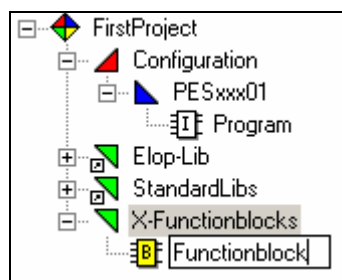 FirstProject
Configuration
PESxxx01
I Program
Elop-Lib
StandardLibs
X-Functionblocks
B Functionblock